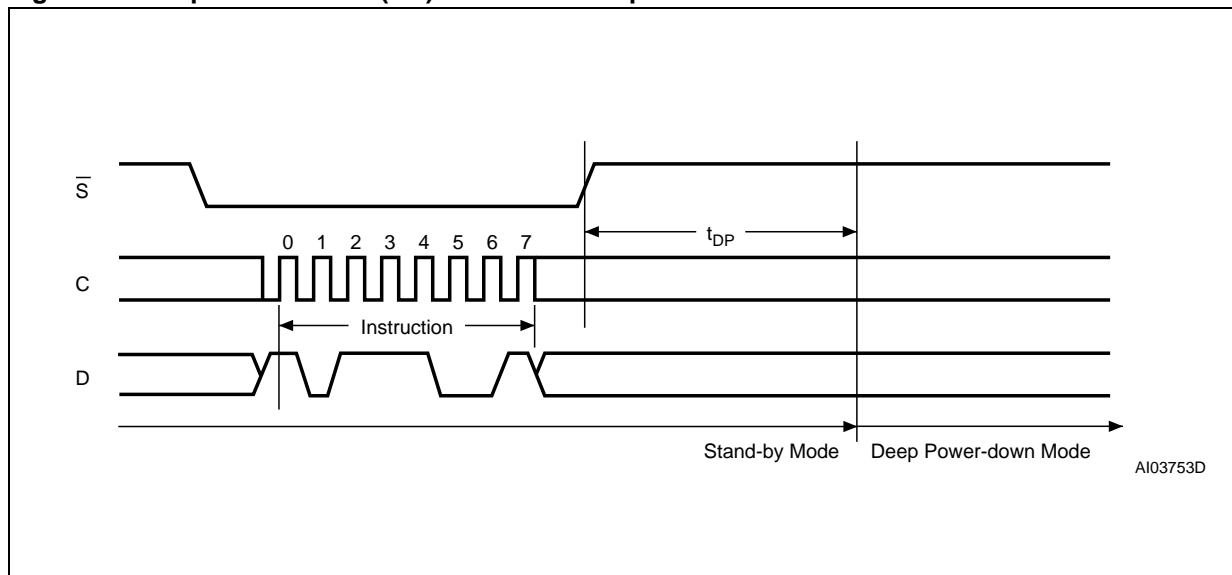 S̅
0 1 2 3 4 5 6 7
tDP
C
Instruction
D
Stand-by Mode Deep Power-down Mode
AI03753D